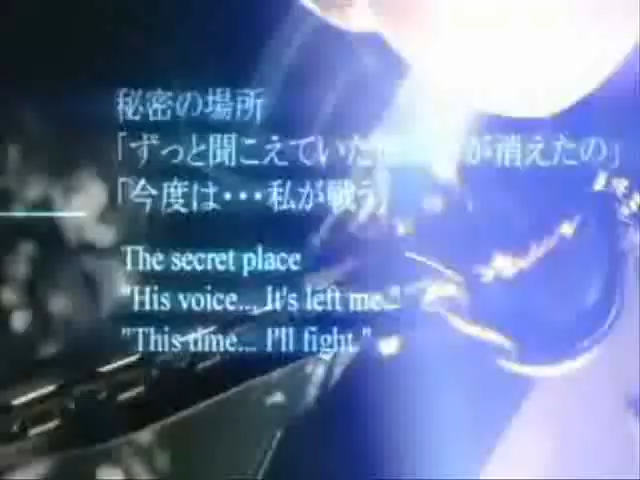 秘密の場所
「ずっと聞こえていた が消えたの」
「今度は・・・私が戦う」
The secret place
"His voice... It's left me."
"This time... I'll fight."